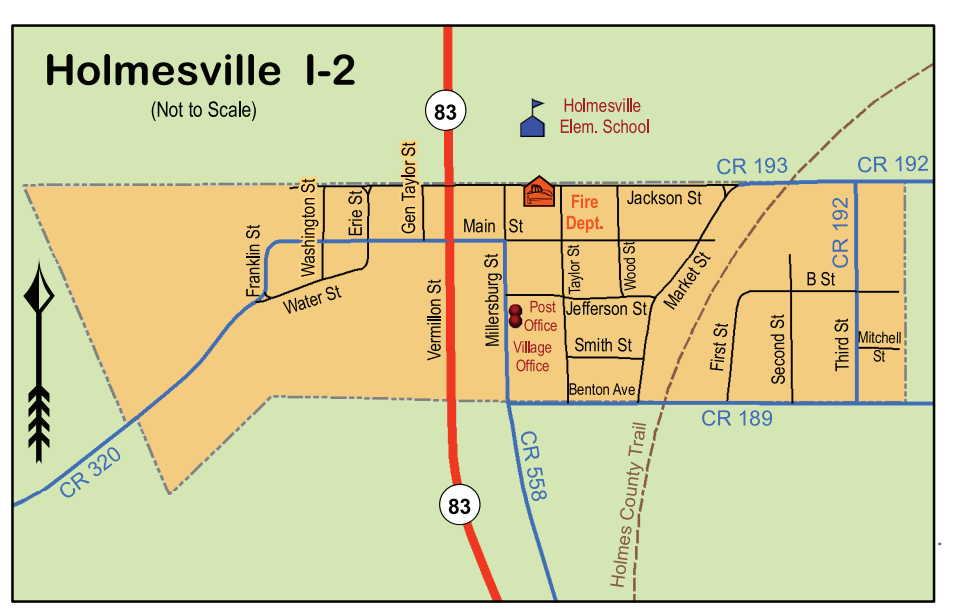 Holmesville I-2
(Not to Scale)
83
Holmesville
Elem. School
CR 193
CR 192
Franklin St
Washington St
Erie St
Gen Taylor St
Main St
Fire
Dept.
Jackson St
CR 192
Water St
Vermillon St
Millersburg St
Taylor St
Wood St
Market St
B St
Post
Office
Jefferson St
Village
Office
Smith St
First St
Second St
Third St
Mitchell
St
Benton Ave
CR 189
CR 320
83
CR 558
Holmes County Trail